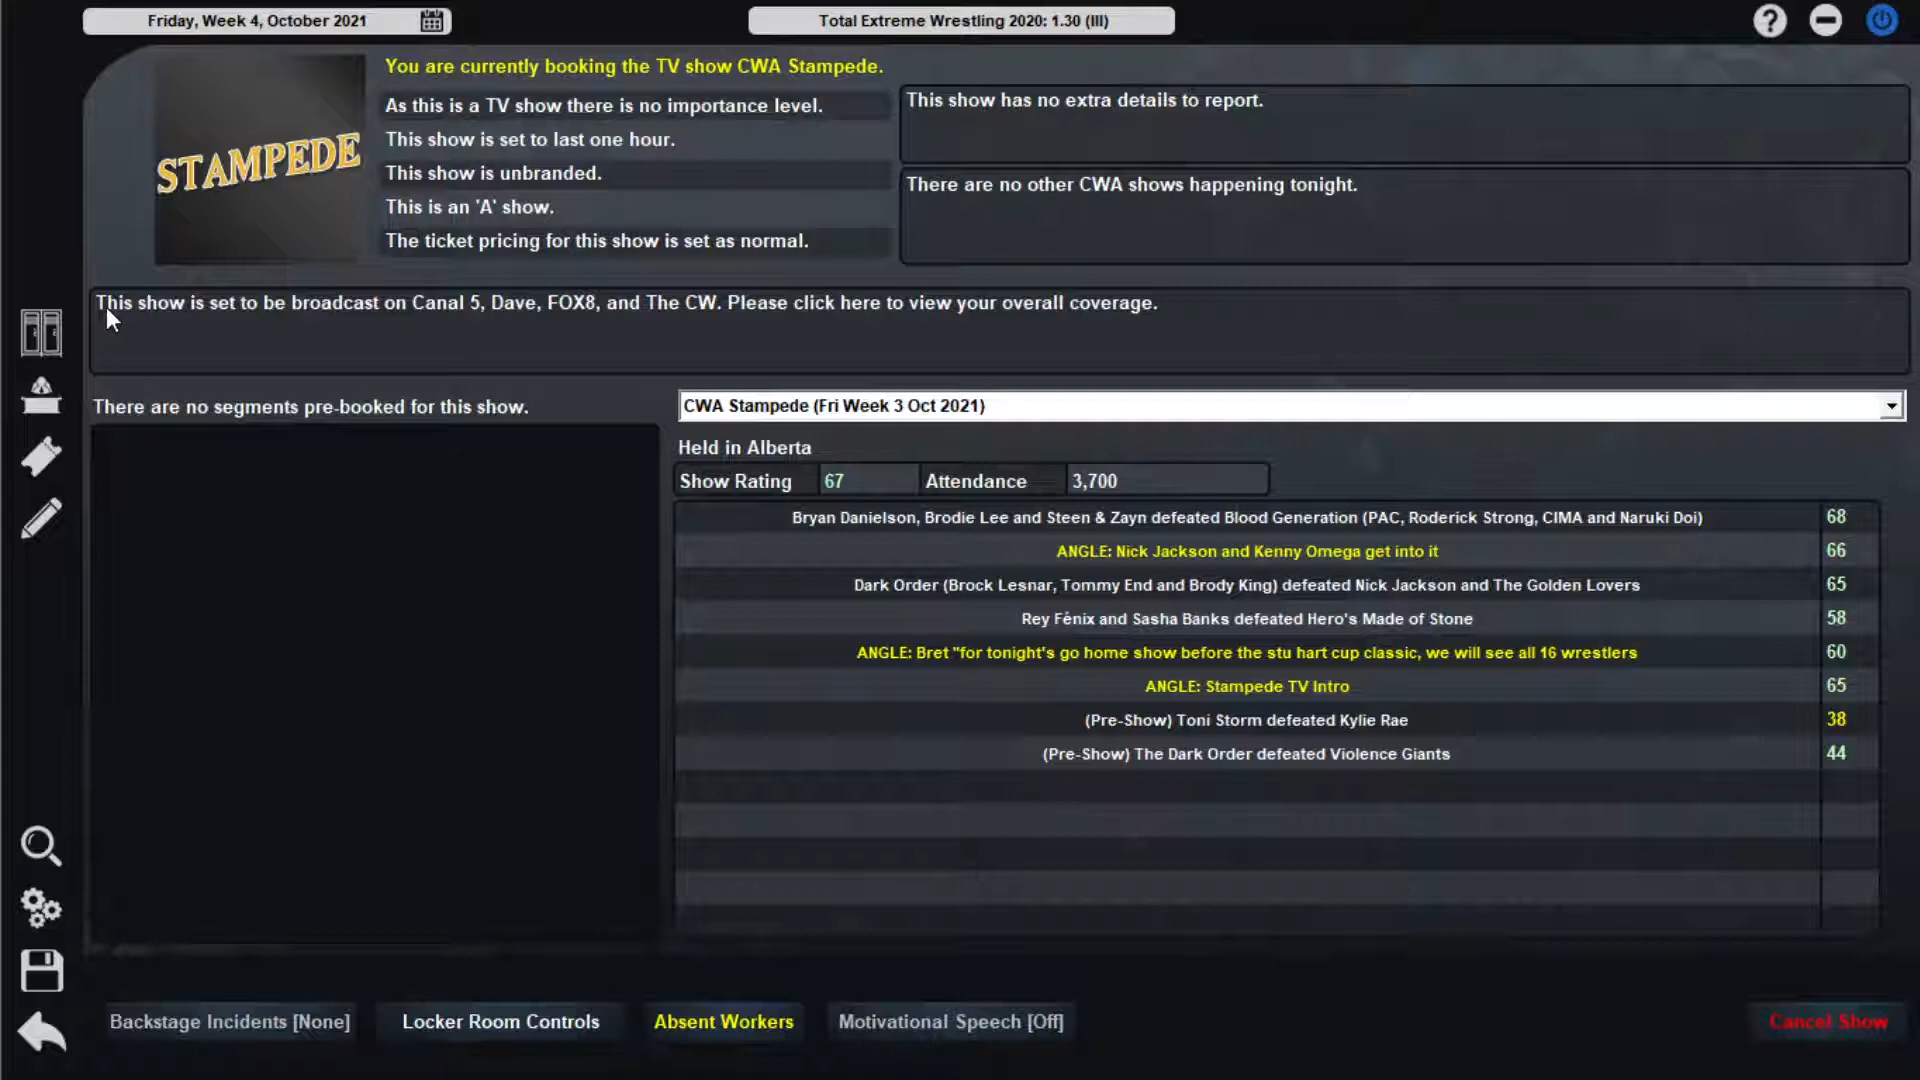 Friday, Week 4, October 2021
Total Extreme Wrestling 2020: 1.30 (III)
?
STAMPEDE
You are currently booking the TV show CWA Stampede.
As this is a TV show there is no importance level.
This show is set to last one hour.
This show is unbranded.
This is an 'A' show.
The ticket pricing for this show is set as normal.
This show has no extra details to report.
There are no other CWA shows happening tonight.
This show is set to be broadcast on Canal 5, Dave, FOX8, and The CW. Please click here to view your overall coverage.
There are no segments pre-booked for this show.
CWA Stampede (Fri Week 3 Oct 2021)
Held in Alberta
Show Rating 67 Attendance 3,700
Bryan Danielson, Brodie Lee and Steen & Zayn defeated Blood Generation (PAC, Roderick Strong, CIMA and Naruki Doi) 68
ANGLE: Nick Jackson and Kenny Omega get into it 66
Dark Order (Brock Lesnar, Tommy End and Brody King) defeated Nick Jackson and The Golden Lovers 65
Rey Fénix and Sasha Banks defeated Hero's Made of Stone 58
ANGLE: Bret "for tonight's go home show before the stu hart cup classic, we will see all 16 wrestlers 60
ANGLE: Stampede TV Intro 65
(Pre-Show) Toni Storm defeated Kylie Rae 38
(Pre-Show) The Dark Order defeated Violence Giants 44
Backstage Incidents [None]
Locker Room Controls
Absent Workers
Motivational Speech [Off]
Cancel Show